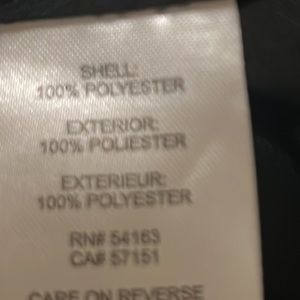 SHELL:
100% POLYESTER
EXTERIOR:
100% POLIESTER
EXTERIEUR:
100% POLYESTER
RN# 54163
CA# 57151
CARE ON REVERSE